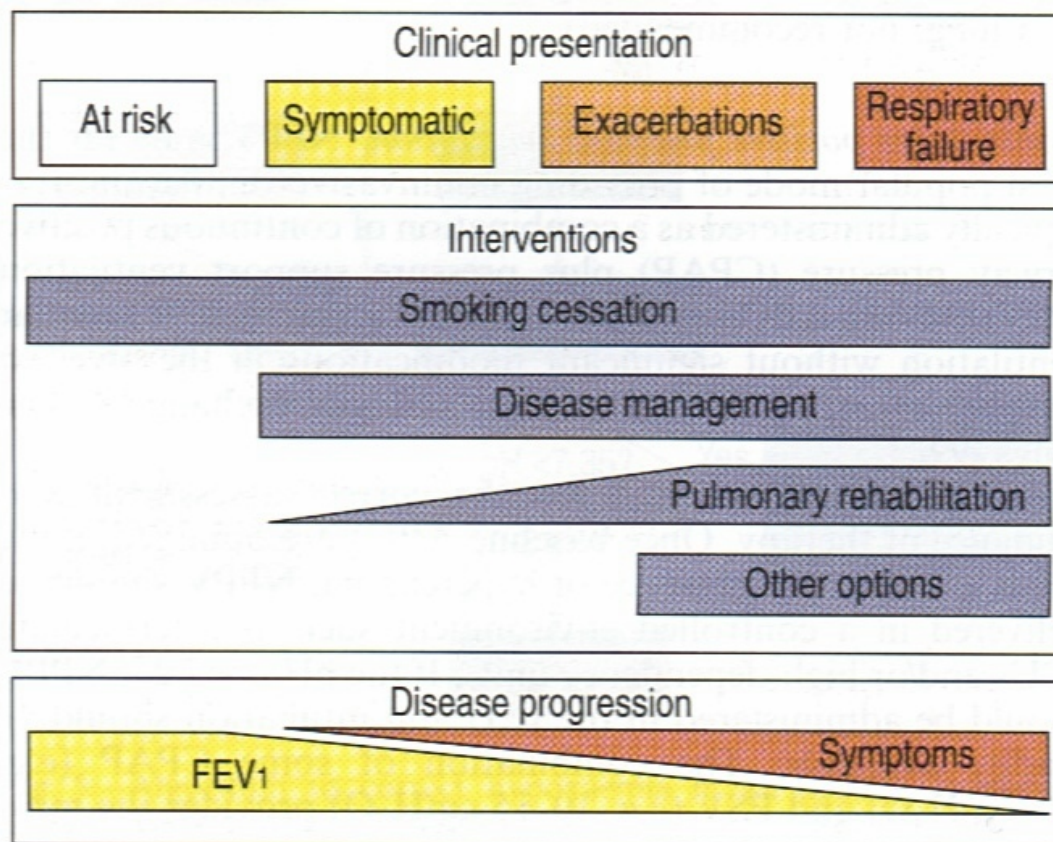 Clinical presentation
At risk
Symptomatic
Exacerbations
Respiratory
failure
Interventions
Smoking cessation
Disease management
Pulmonary rehabilitation
Other options
Disease progression
Symptoms
FEV1